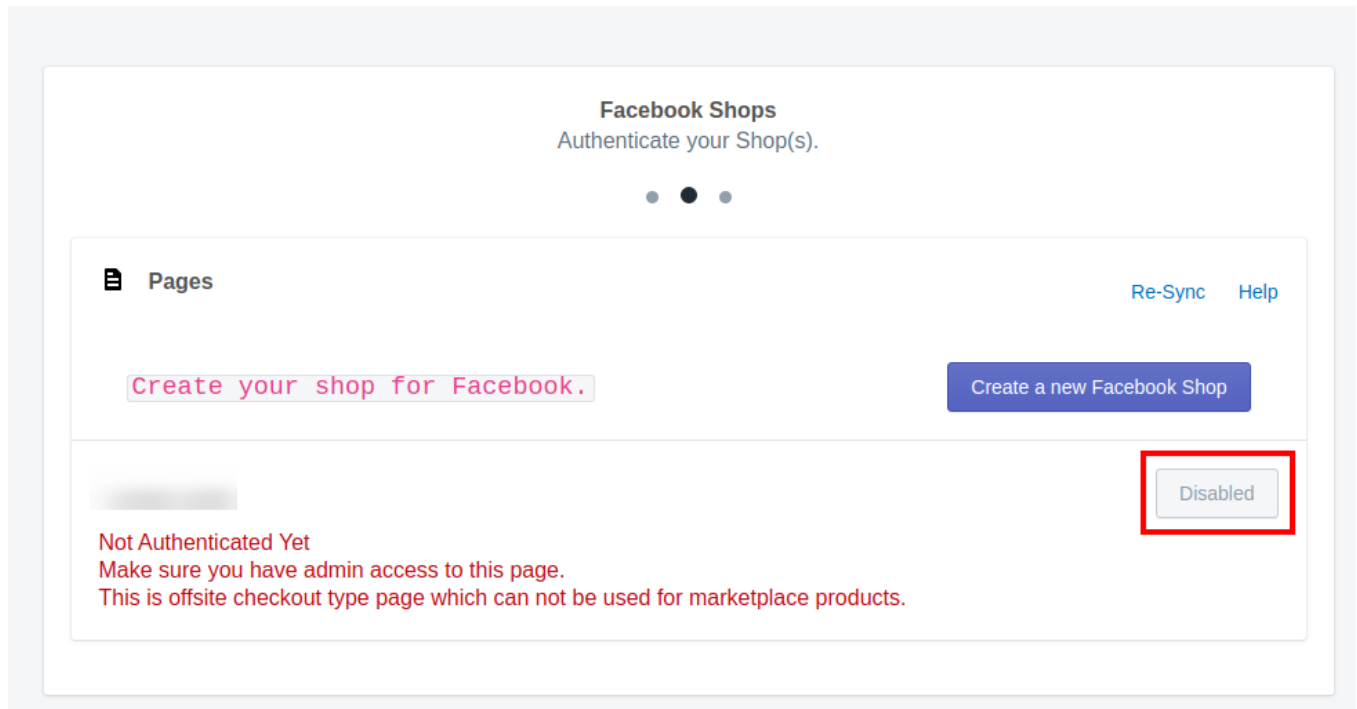 Facebook Shops
Authenticate your Shop(s).
Pages
Re-Sync Help
Create your shop for Facebook.
Create a new Facebook Shop
Disabled
Not Authenticated Yet
Make sure you have admin access to this page.
This is offsite checkout type page which can not be used for marketplace products.